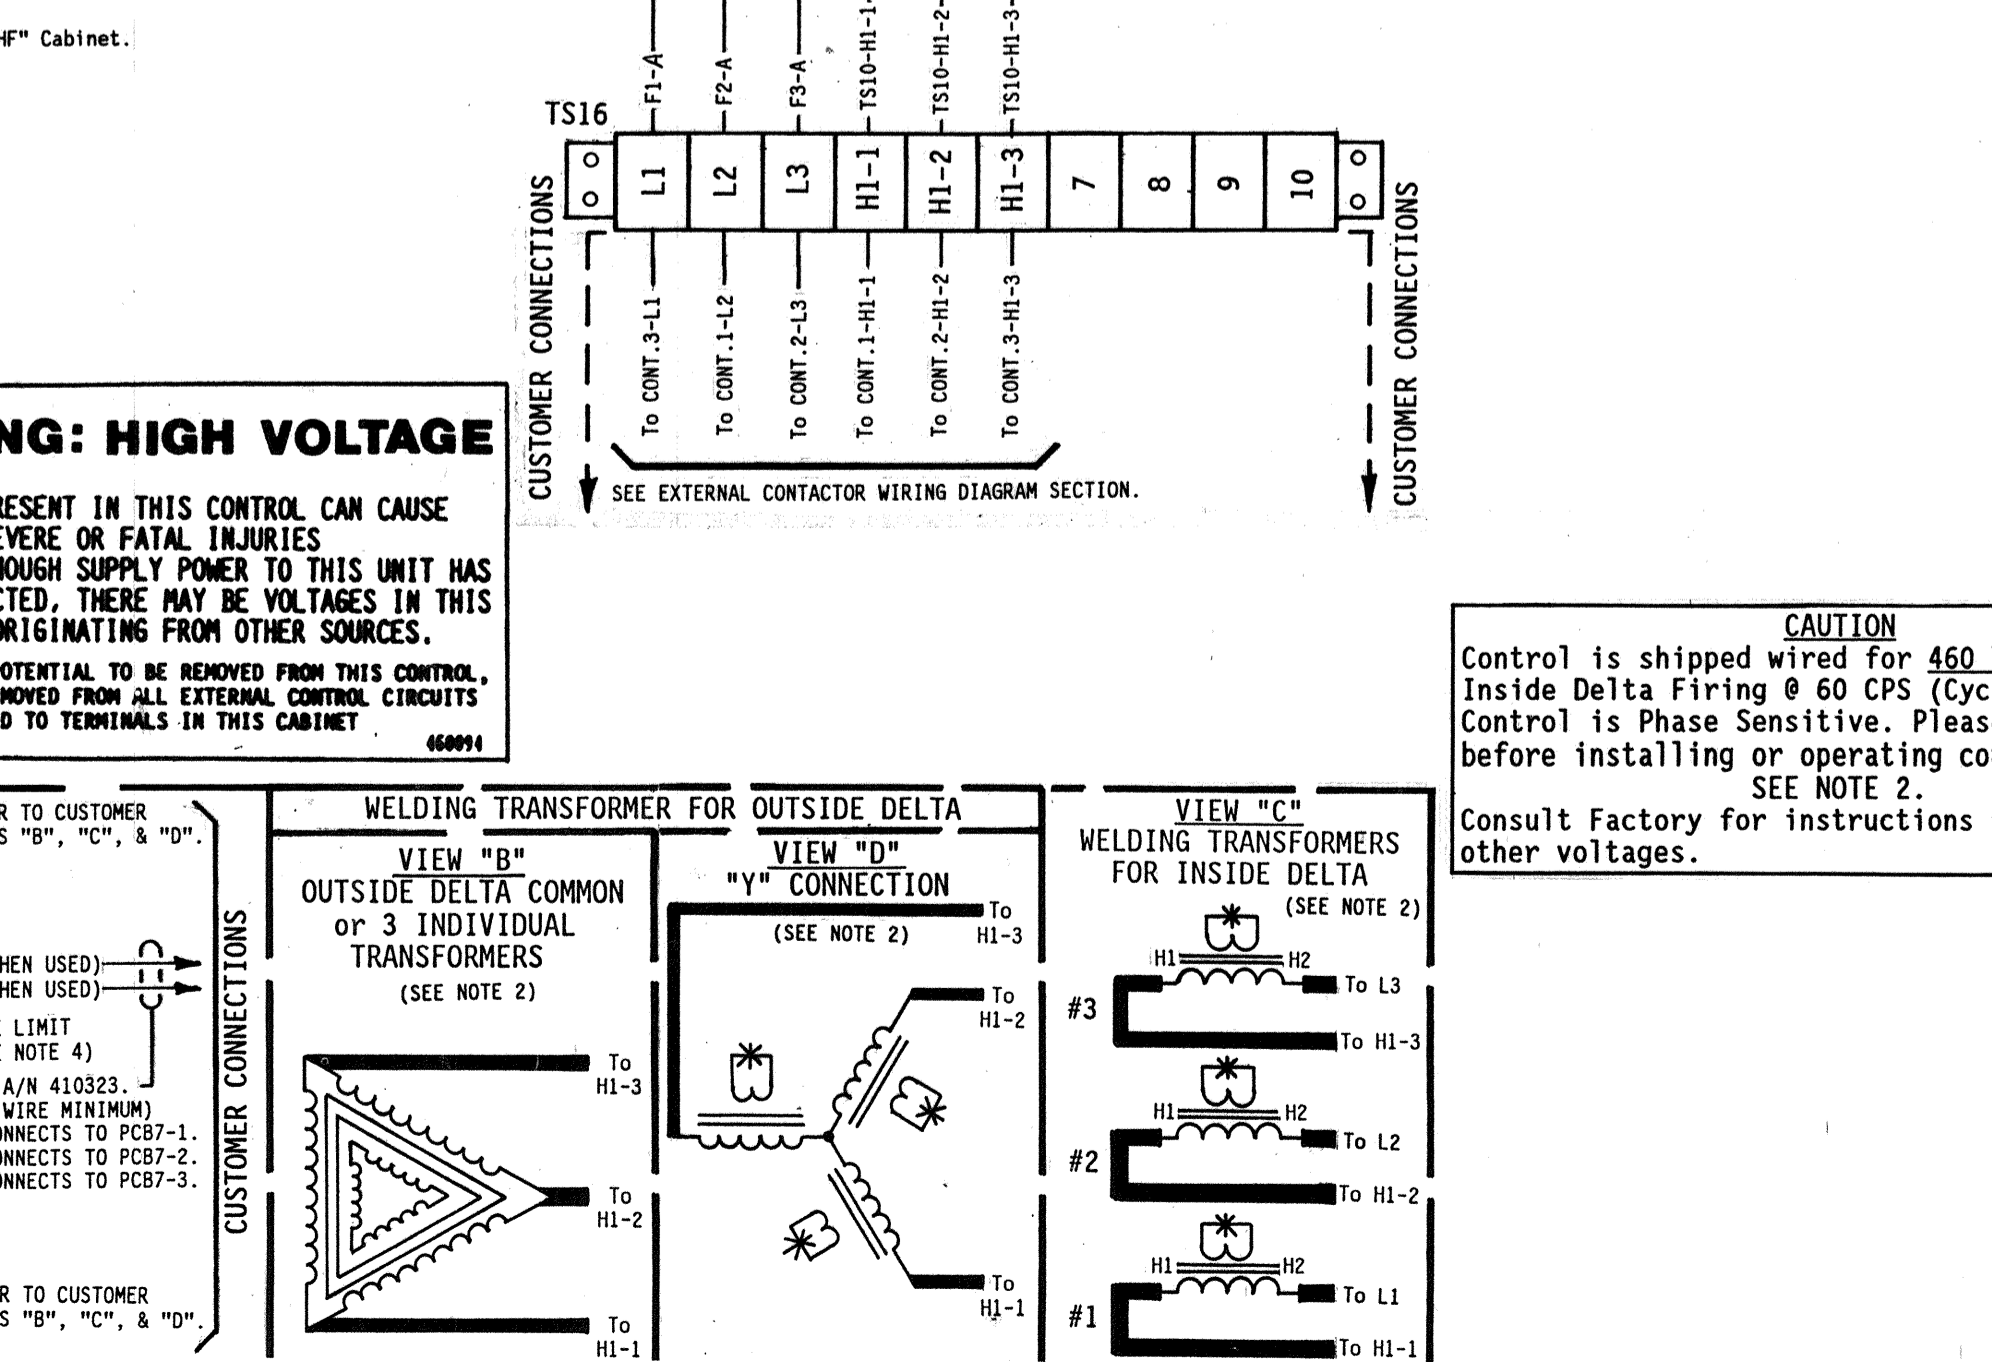 HF" Cabinet.
F1-A
F2-A
F3-A
TS10-H1-1
TS10-H1-2
TS10-H1-3
TS16
L1
L2
L3
H1-1
H1-2
H1-3
7
8
9
10
CUSTOMER CONNECTIONS
To CONT.3-L1
To CONT.1-L2
To CONT.2-L3
To CONT.1-H1-1
To CONT.2-H1-2
To CONT.3-H1-3
CUSTOMER CONNECTIONS
SEE EXTERNAL CONTACTOR WIRING DIAGRAM SECTION.
NG: HIGH VOLTAGE
RESENT IN THIS CONTROL CAN CAUSE
EVERE OR FATAL INJURIES
HOUGH SUPPLY POWER TO THIS UNIT HAS
CTED, THERE MAY BE VOLTAGES IN THIS
ORIGINATING FROM OTHER SOURCES.
OTENTIAL TO BE REMOVED FROM THIS CONTROL,
MOVED FROM ALL EXTERNAL CONTROL CIRCUITS
D TO TERMINALS IN THIS CABINET
460094
CAUTION
Control is shipped wired for 460
Inside Delta Firing @ 60 CPS (Cyc
Control is Phase Sensitive. Pleas
before installing or operating co
SEE NOTE 2.
Consult Factory for instructions
other voltages.
R TO CUSTOMER
S "B", "C", & "D".
HEN USED)
HEN USED)
LIMIT
NOTE 4)
A/N 410323.
WIRE MINIMUM)
ONNECTS TO PCB7-1.
ONNECTS TO PCB7-2.
ONNECTS TO PCB7-3.
R TO CUSTOMER
S "B", "C", & "D".
CUSTOMER CONNECTIONS
WELDING TRANSFORMER FOR OUTSIDE DELTA
VIEW "B"
OUTSIDE DELTA COMMON
or 3 INDIVIDUAL
TRANSFORMERS
(SEE NOTE 2)
To
H1-3
To
H1-2
To
H1-1
VIEW "D"
"Y" CONNECTION
(SEE NOTE 2)
To
H1-3
To
H1-2
To
H1-1
VIEW "C"
WELDING TRANSFORMERS
FOR INSIDE DELTA
(SEE NOTE 2)
#3
H1 H2
To L3
To H1-3
#2
H1 H2
To L2
To H1-2
#1
H1 H2
To L1
To H1-1